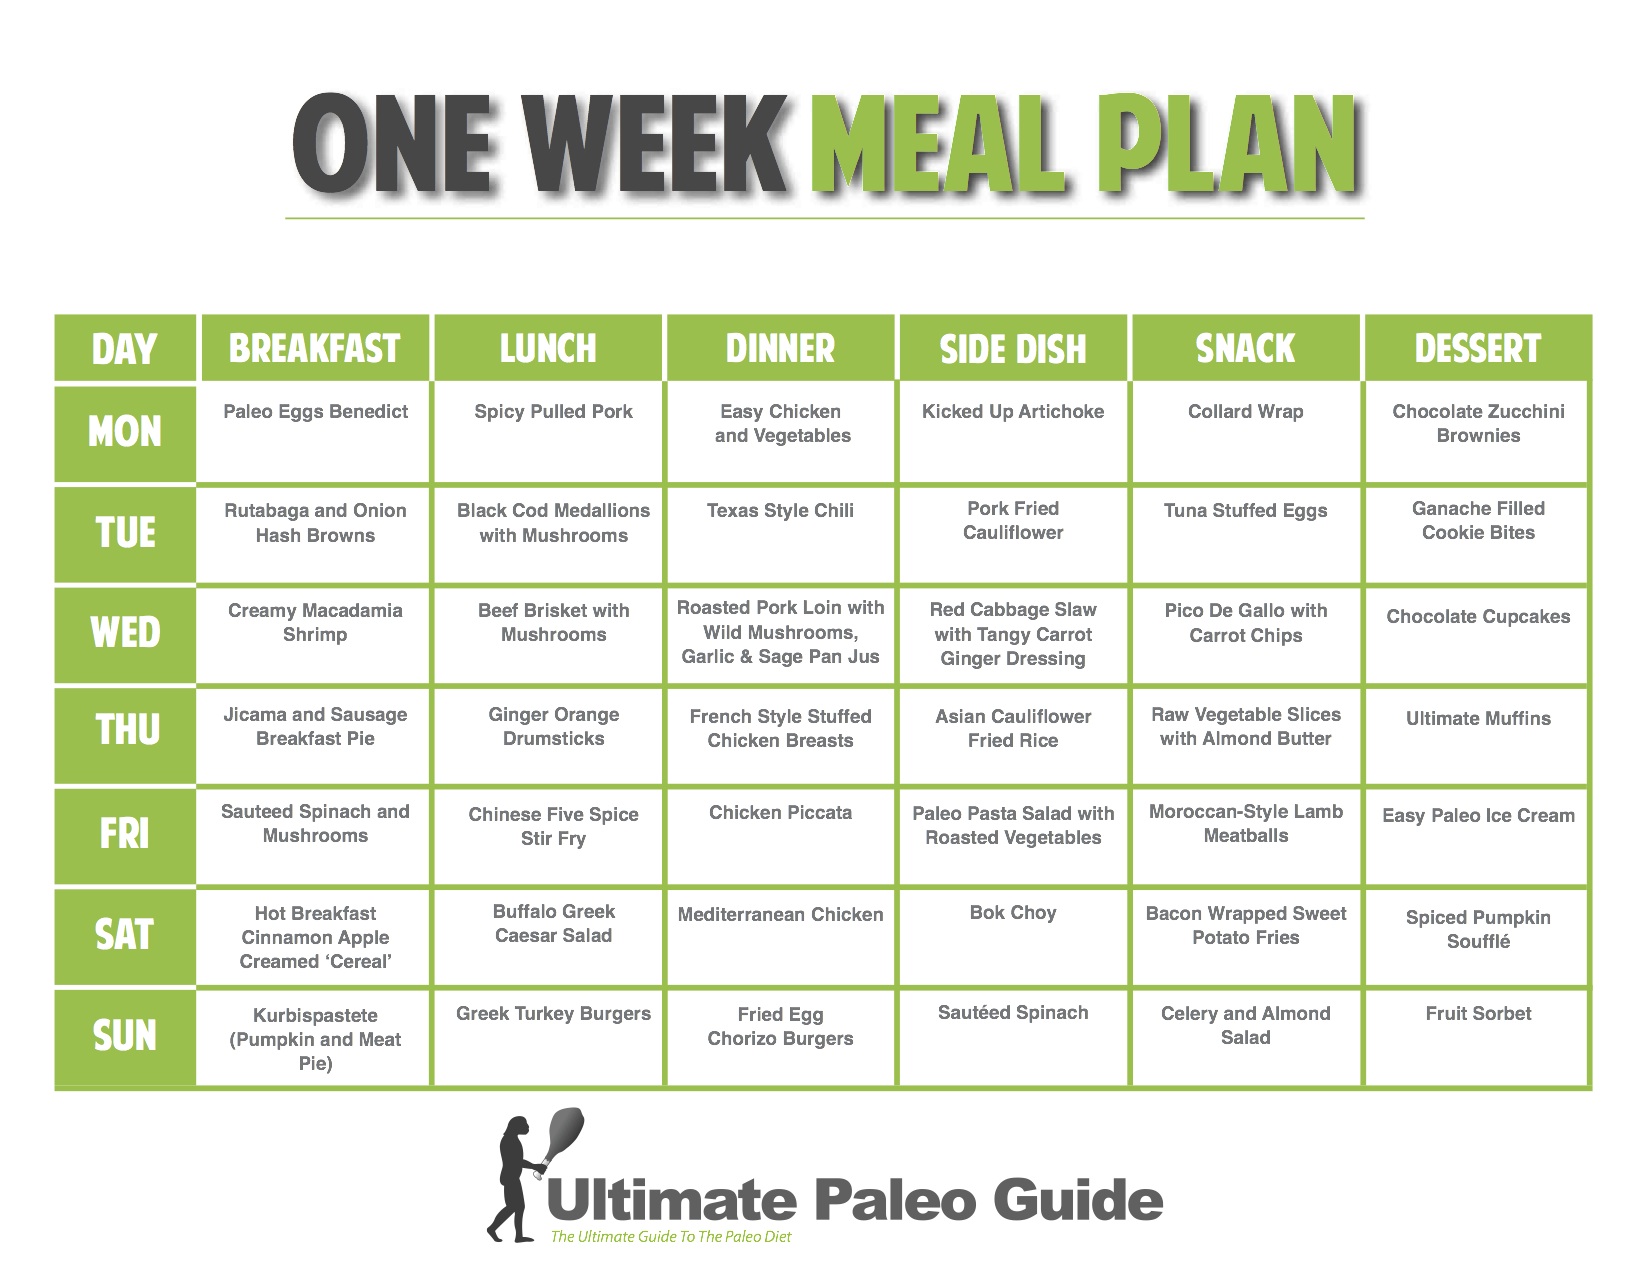 ONE WEEK MEAL PLAN
DAY
BREAKFAST
LUNCH
DINNER
SIDE DISH
SNACK
DESSERT
MON
Paleo Eggs Benedict
Spicy Pulled Pork
Easy Chicken
and Vegetables
Kicked Up Artichoke
Collard Wrap
Chocolate Zucchini
Brownies
TUE
Rutabaga and Onion
Hash Browns
Black Cod Medallions
with Mushrooms
Texas Style Chili
Pork Fried
Cauliflower
Tuna Stuffed Eggs
Ganache Filled
Cookie Bites
WED
Creamy Macadamia
Shrimp
Beef Brisket with
Mushrooms
Roasted Pork Loin with
Wild Mushrooms,
Garlic & Sage Pan Jus
Red Cabbage Slaw
with Tangy Carrot
Ginger Dressing
Pico De Gallo with
Carrot Chips
Chocolate Cupcakes
THU
Jicama and Sausage
Breakfast Pie
Ginger Orange
Drumsticks
French Style Stuffed
Chicken Breasts
Asian Cauliflower
Fried Rice
Raw Vegetable Slices
with Almond Butter
Ultimate Muffins
FRI
Sauteed Spinach and
Mushrooms
Chinese Five Spice
Stir Fry
Chicken Piccata
Paleo Pasta Salad with
Roasted Vegetables
Moroccan-Style Lamb
Meatballs
Easy Paleo Ice Cream
SAT
Hot Breakfast
Cinnamon Apple
Creamed ‘Cereal’
Buffalo Greek
Caesar Salad
Mediterranean Chicken
Bok Choy
Bacon Wrapped Sweet
Potato Fries
Spiced Pumpkin
Soufflé
SUN
Kurbispastete
(Pumpkin and Meat
Pie)
Greek Turkey Burgers
Fried Egg
Chorizo Burgers
Sautéed Spinach
Celery and Almond
Salad
Fruit Sorbet
Ultimate Paleo Guide
The Ultimate Guide To The Paleo Diet